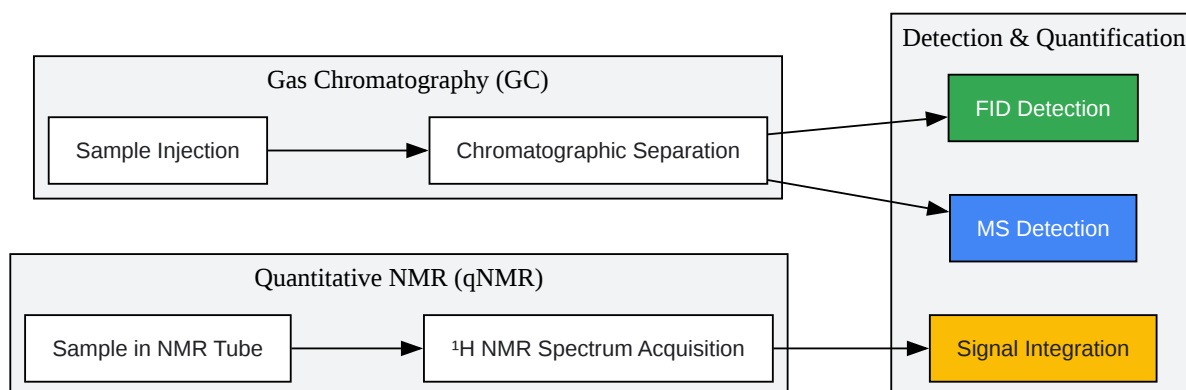 Gas Chromatography (GC)
Sample Injection
Chromatographic Separation
Quantitative NMR (qNMR)
Sample in NMR Tube
¹H NMR Spectrum Acquisition
Detection & Quantification
FID Detection
MS Detection
Signal Integration